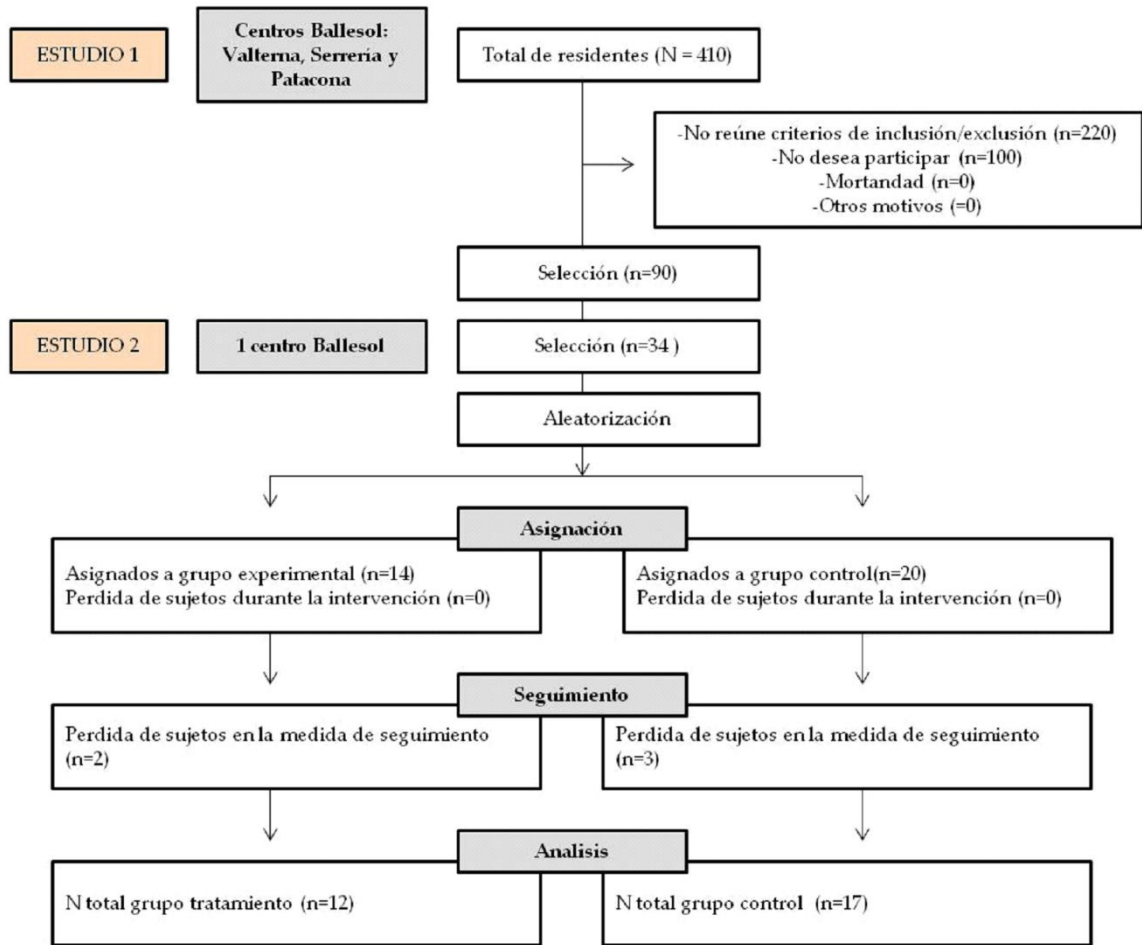 ESTUDIO 1
Centros Ballesol:
Valterna, Serrería y
Patacona
Total de residentes (N = 410)
-No reúne criterios de inclusión/exclusión (n=220)
-No desea participar (n=100)
-Mortandad (n=0)
-Otros motivos (=0)
Selección (n=90)
ESTUDIO 2
1 centro Ballesol
Selección (n=34 )
Aleatorización
Asignación
Asignados a grupo experimental (n=14)
Perdida de sujetos durante la intervención (n=0)
Asignados a grupo control(n=20)
Perdida de sujetos durante la intervención (n=0)
Seguimiento
Perdida de sujetos en la medida de seguimiento
(n=2)
Perdida de sujetos en la medida de seguimiento
(n=3)
Analisis
N total grupo tratamiento (n=12)
N total grupo control  (n=17)